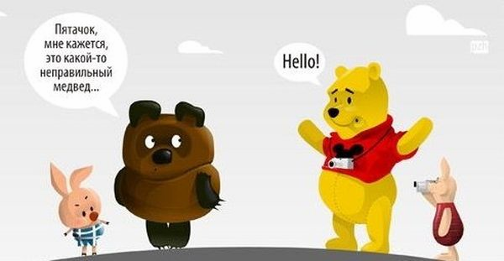 Пятачок,
мне кажется,
это какой-то
неправильный
медвед...
Hello!